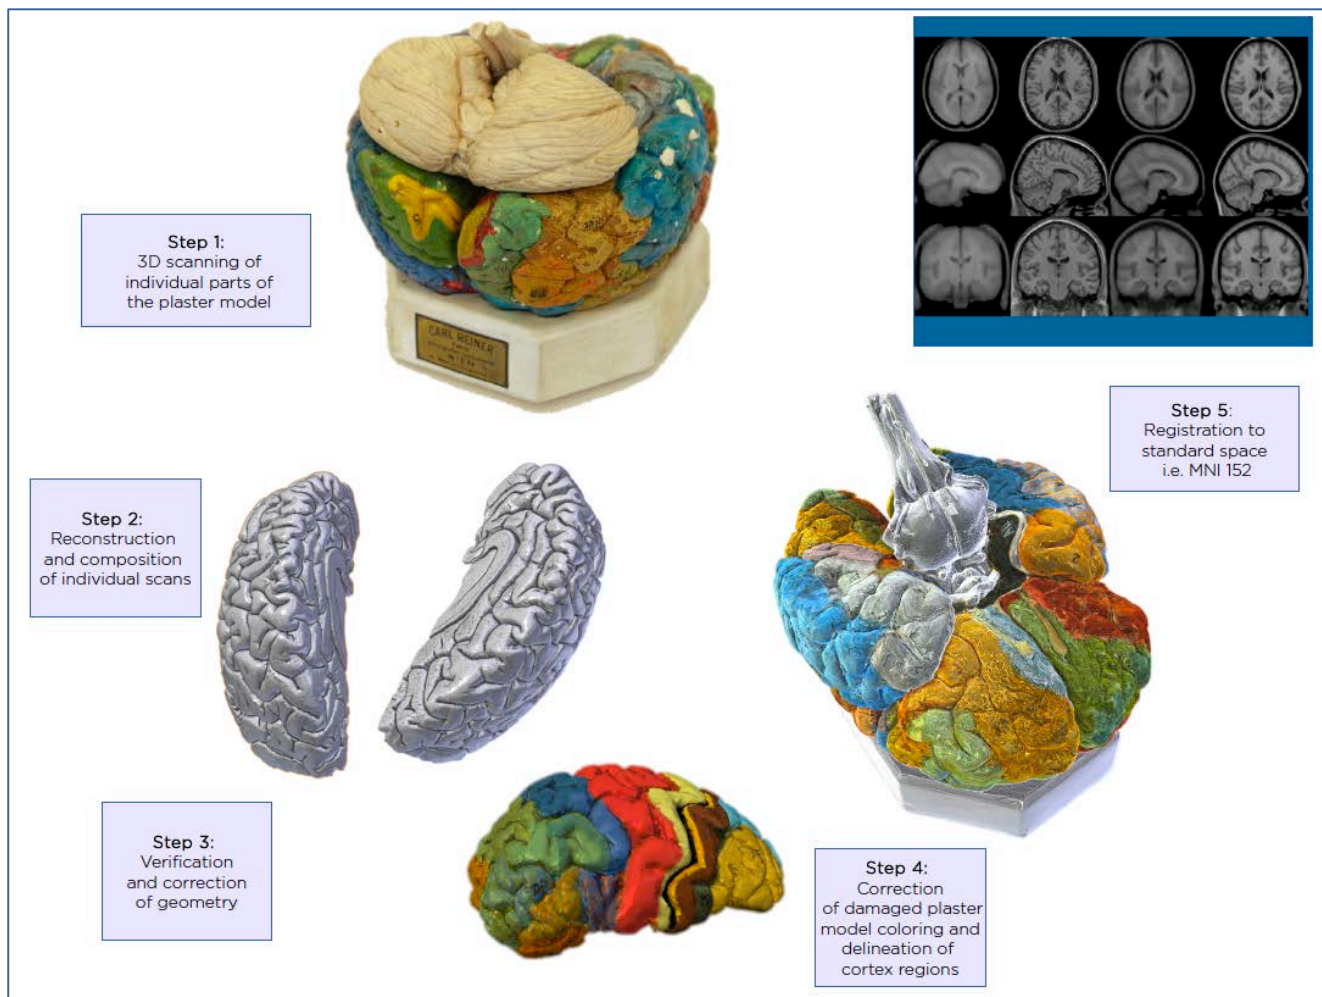 Step 1:
3D scanning of
individual parts of
the plaster model
CARL REINER
WIEN
Step 5:
Registration to
standard space
i.e. MNI 152
Step 2:
Reconstruction
and composition
of individual scans
Step 3:
Verification
and correction
of geometry
Step 4:
Correction
of damaged plaster
model coloring and
delineation of
cortex regions